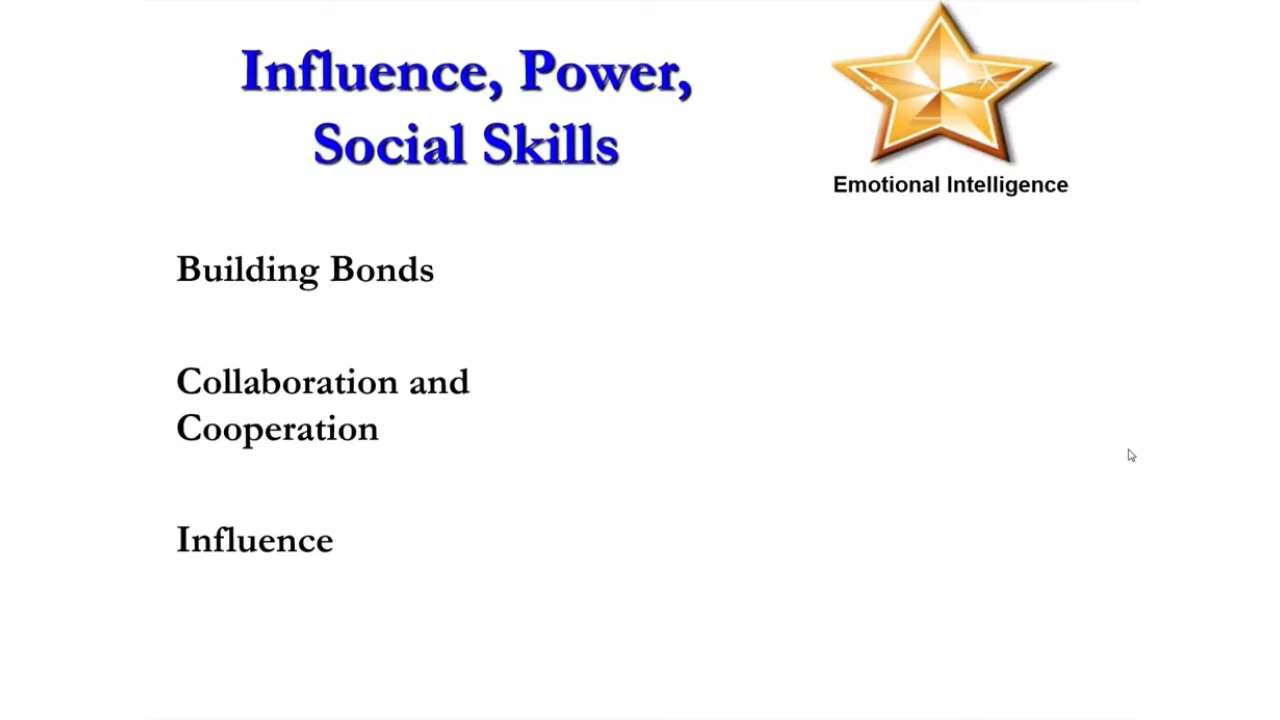 Influence, Power,
Social Skills
Emotional Intelligence
Building Bonds
Collaboration and
Cooperation
Influence